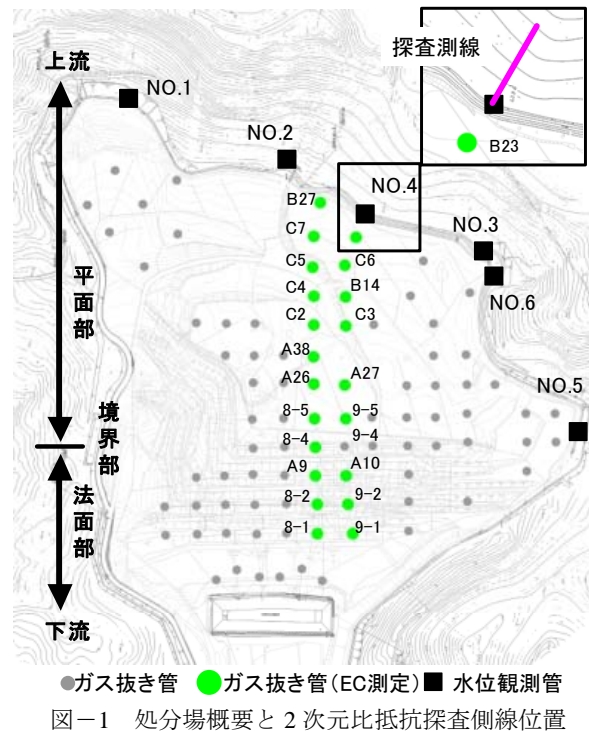 上流
NO.1
探査測線
B23
NO.2
NO.4
B27
C7
NO.3
C5
C6
NO.6
平面部
C4
B14
C2
C3
A38
A26
A27
NO.5
境界部
8-5
9-5
8-4
9-4
A9
A10
法面部
8-2
9-2
8-1
9-1
下流
ガス抜き管 ガス抜き管(EC測定) 水位観測管
図-1 処分場概要と2次元比抵抗探査側線位置